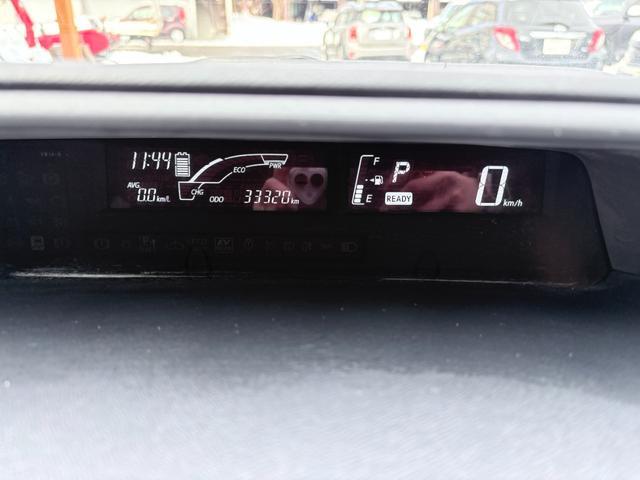 11:44
ECO
PWR
AVG.
0.0 km/L
CHG
ODO 33320 km
F
E
P
READY
0 km/h